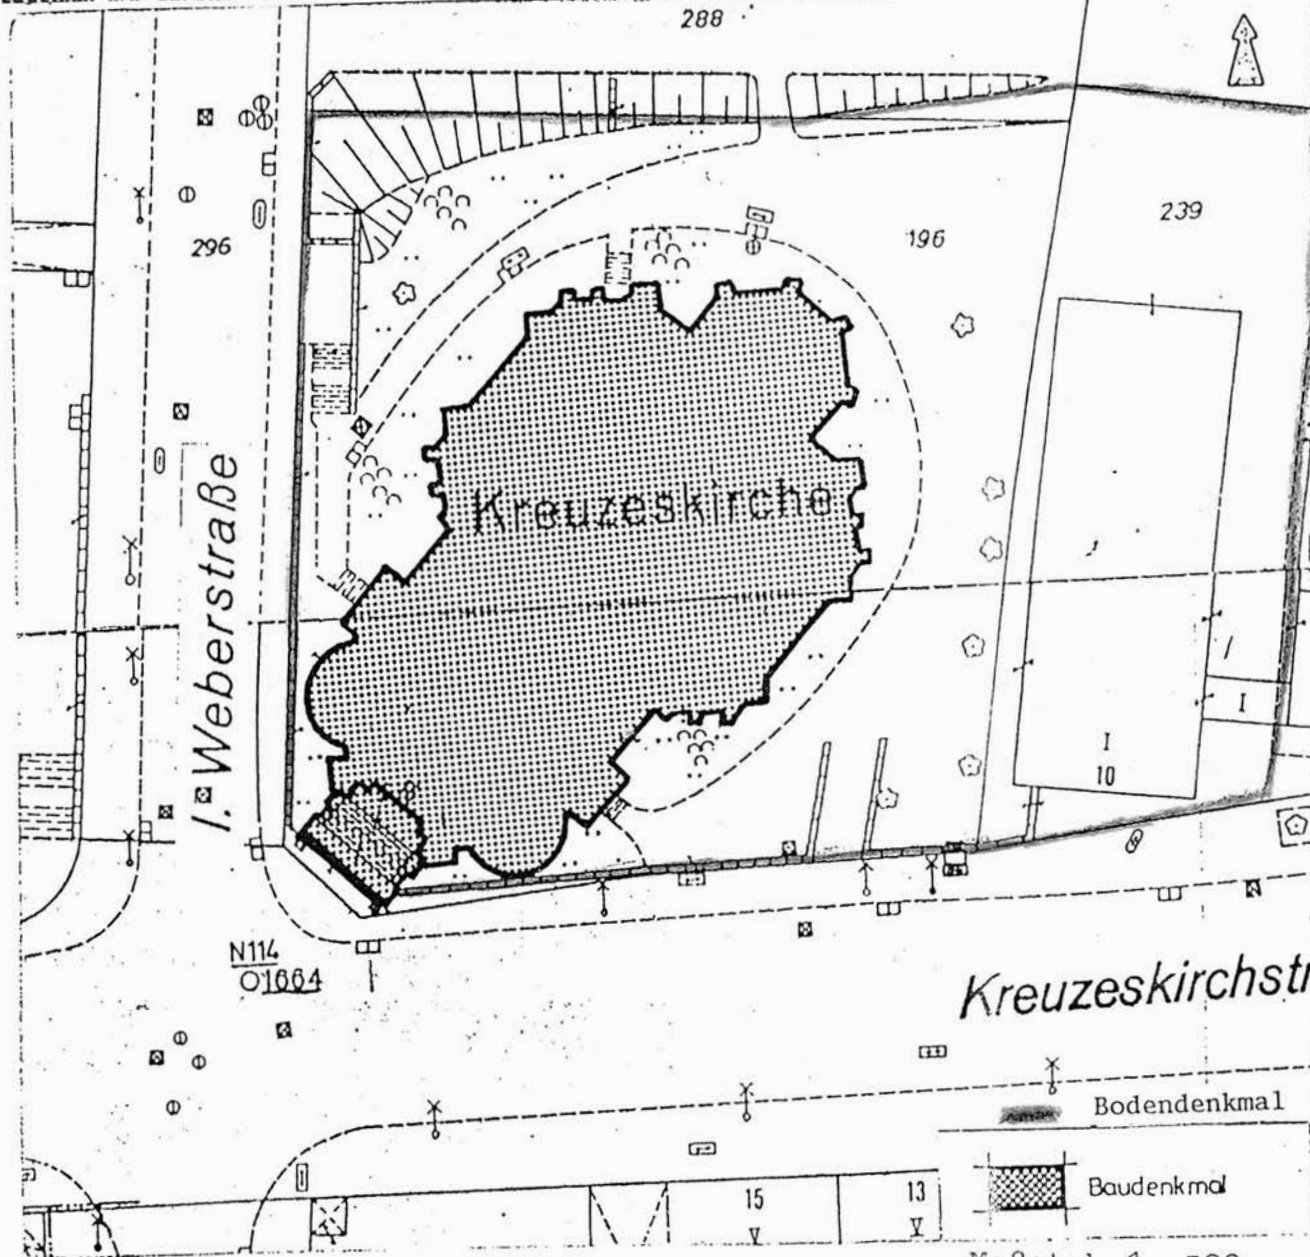 288
239
196
296
Kreuzeskirche
I. Weberstraße
I
I
10
N114
O1664
Kreuzeskirchstr
Bodendenkmal
Baudenkmal
15
V
13
V